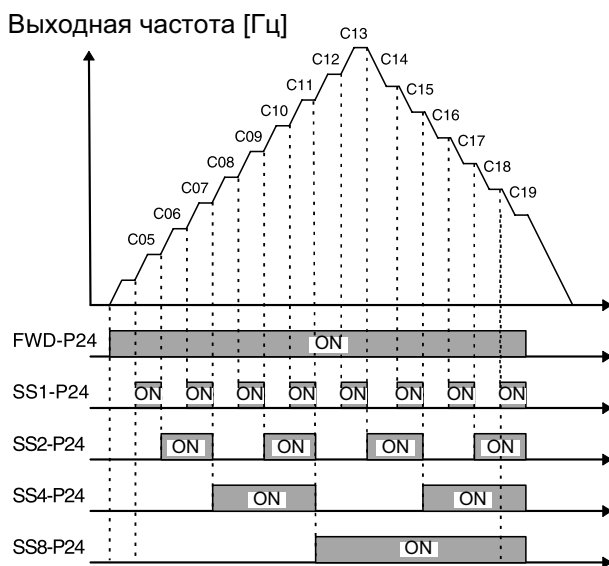 Выходная частота [Гц]
C13
C12
C14
C11
C15
C10
C16
C09
C17
C08
C18
C07
C19
C06
C05
FWD-P24 ON
SS1-P24 ON ON ON ON ON ON ON ON
SS2-P24 ON ON ON ON
SS4-P24 ON ON
SS8-P24 ON